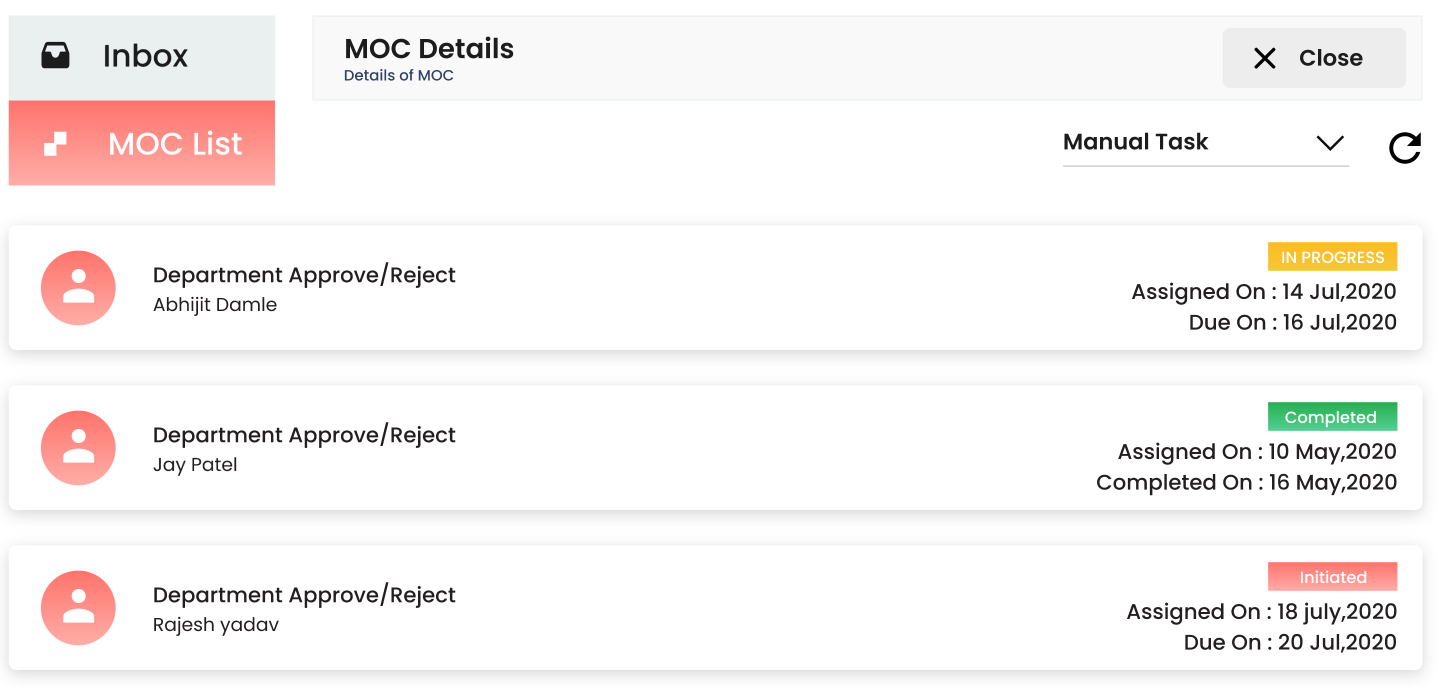 Inbox
MOC Details
Details of MOC
Close
MOC List
Manual Task
Department Approve/Reject
Abhijit Damle
IN PROGRESS
Assigned On : 14 Jul,2020
Due On : 16 Jul,2020
Department Approve/Reject
Jay Patel
Completed
Assigned On : 10 May,2020
Completed On : 16 May,2020
Department Approve/Reject
Rajesh yadav
Initiated
Assigned On : 18 july,2020
Due On : 20 Jul,2020